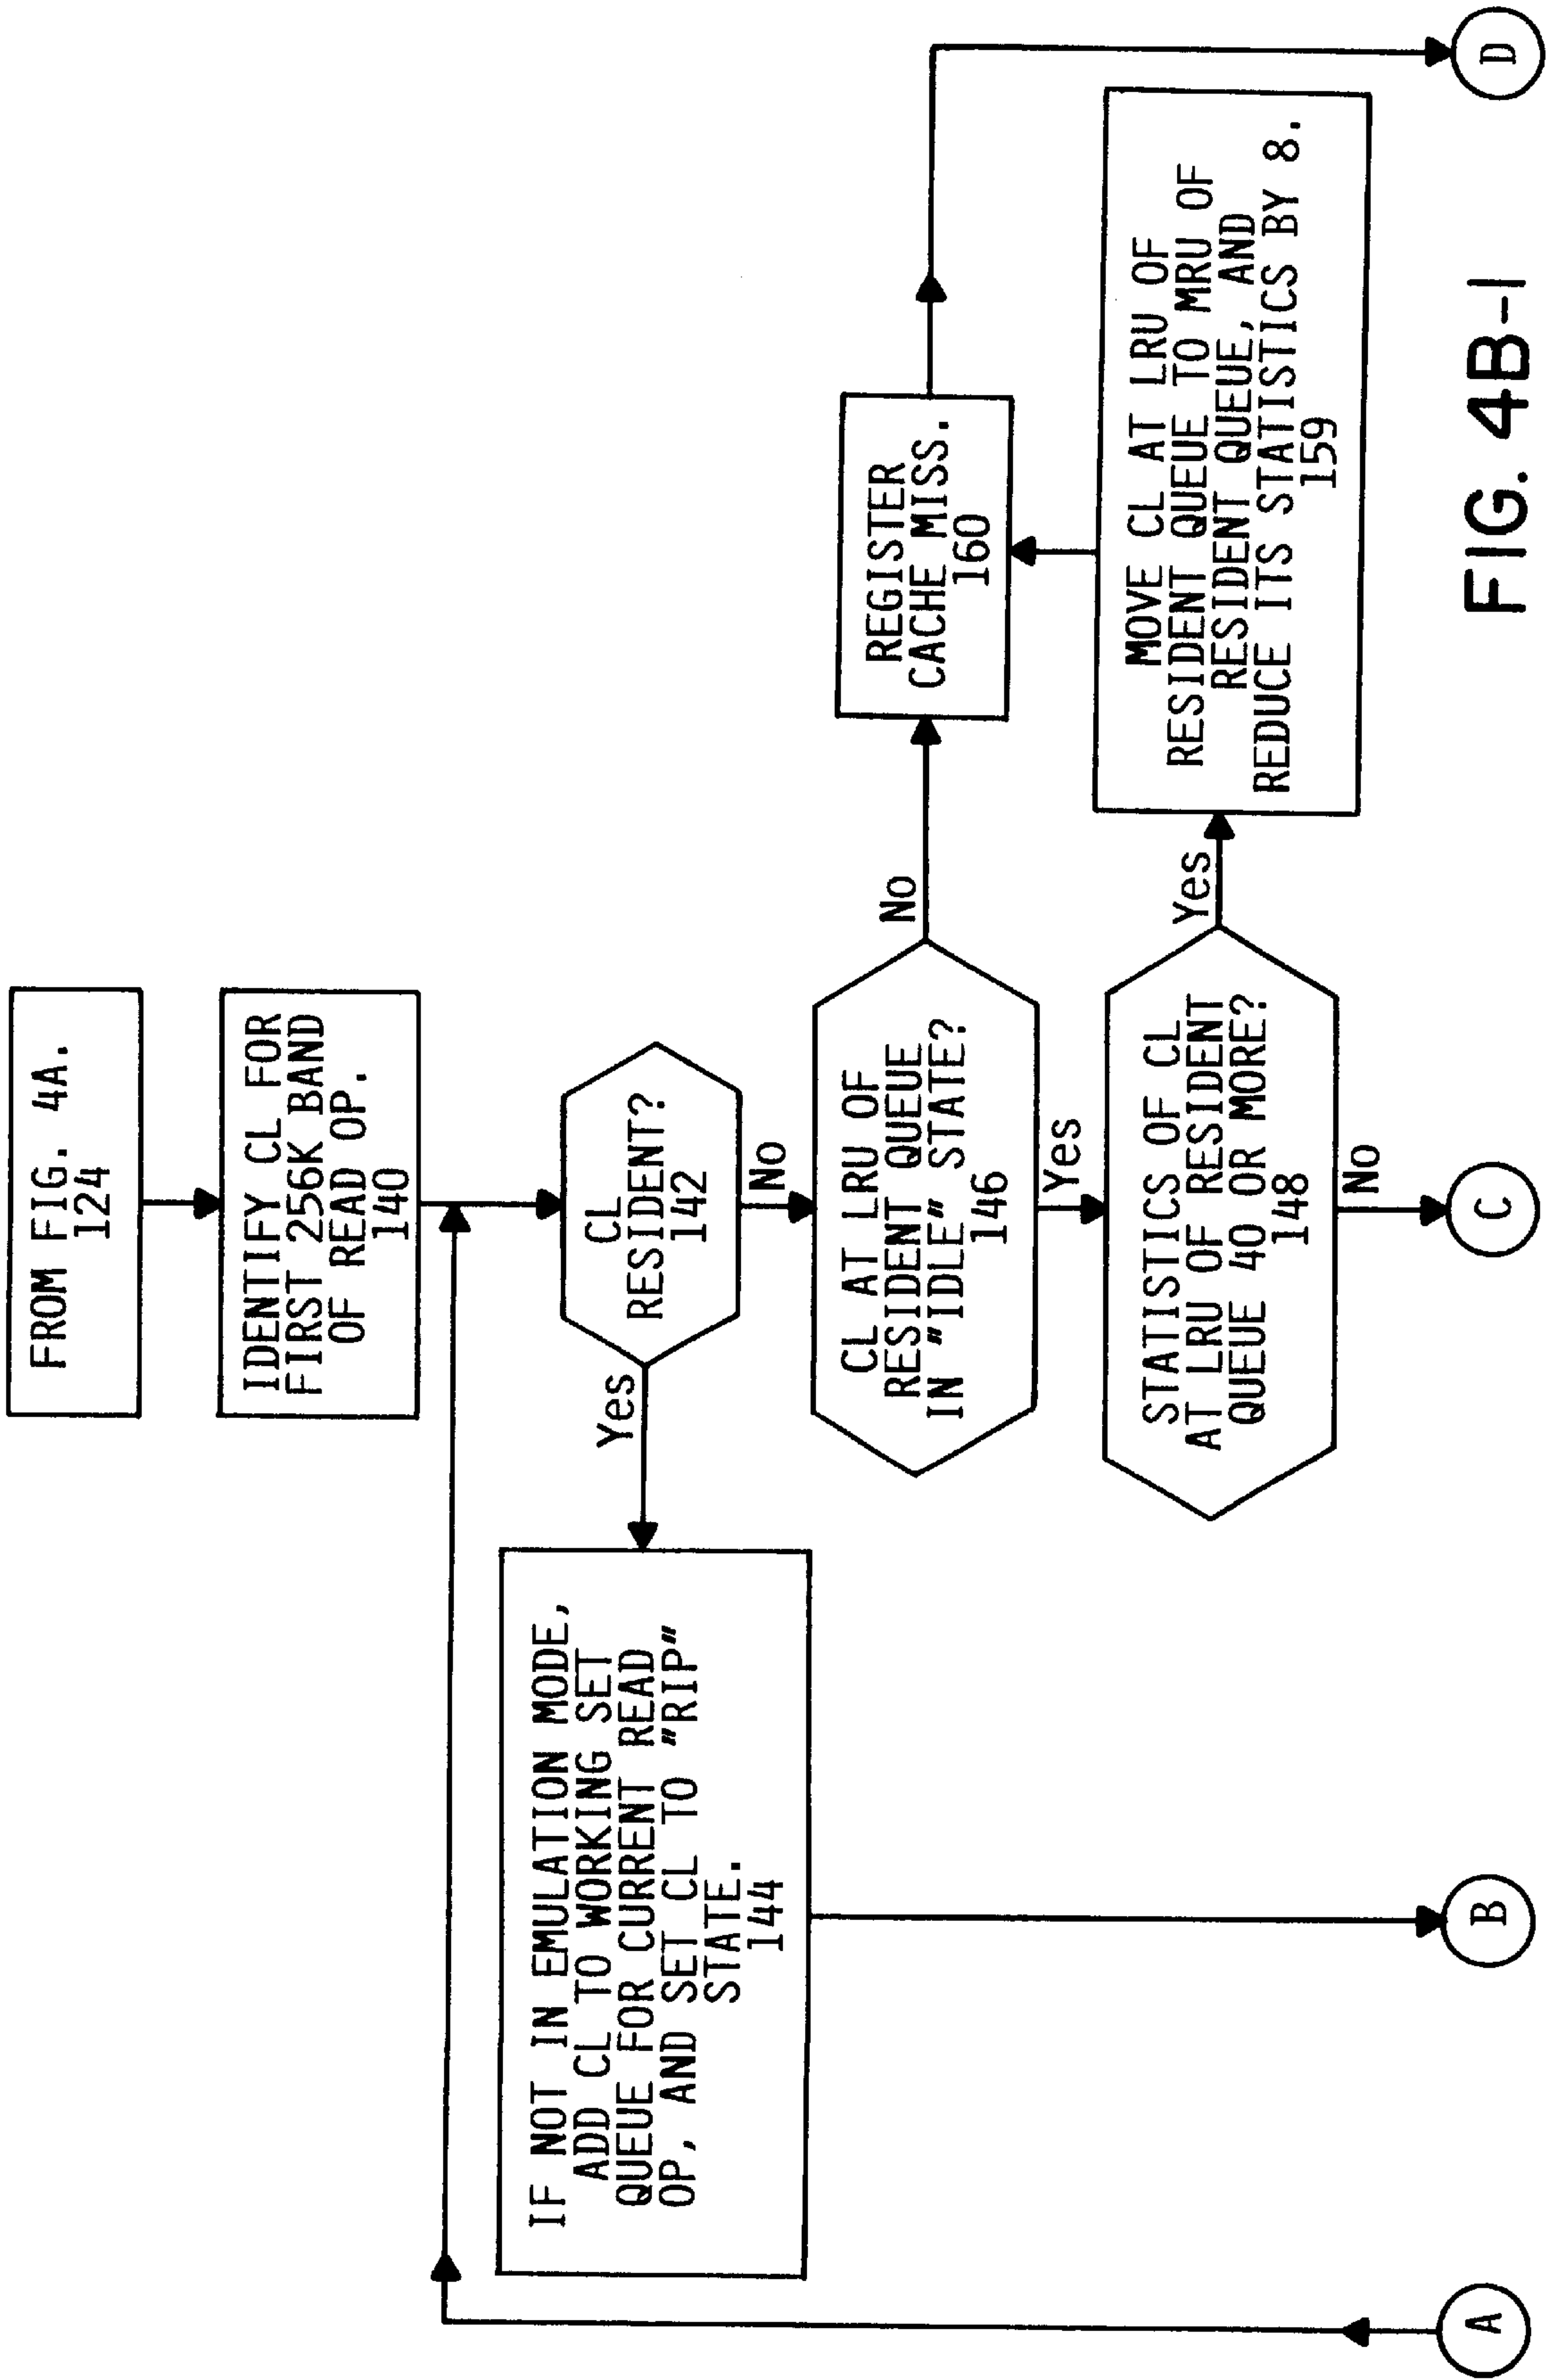 FROM FIG. 4A.
124
IDENTIFY CL FOR
FIRST 256K BAND
OF READ OP.
140
CL
RESIDENT?
142
Yes
No
IF NOT IN EMULATION MODE,
ADD CL TO WORKING SET
QUEUE FOR CURRENT READ
OP, AND SET CL TO "RIP"
STATE.
144
CL AT LRU OF
RESIDENT QUEUE
IN "IDLE" STATE?
146
No
Yes
REGISTER
CACHE MISS.
160
STATISTICS OF CL
AT LRU OF RESIDENT
QUEUE 40 OR MORE?
148
Yes
No
MOVE CL AT LRU OF
RESIDENT QUEUE TO MRU OF
RESIDENT QUEUE, AND
REDUCE ITS STATISTICS BY 8.
159
A
B
C
D
FIG. 4B-1